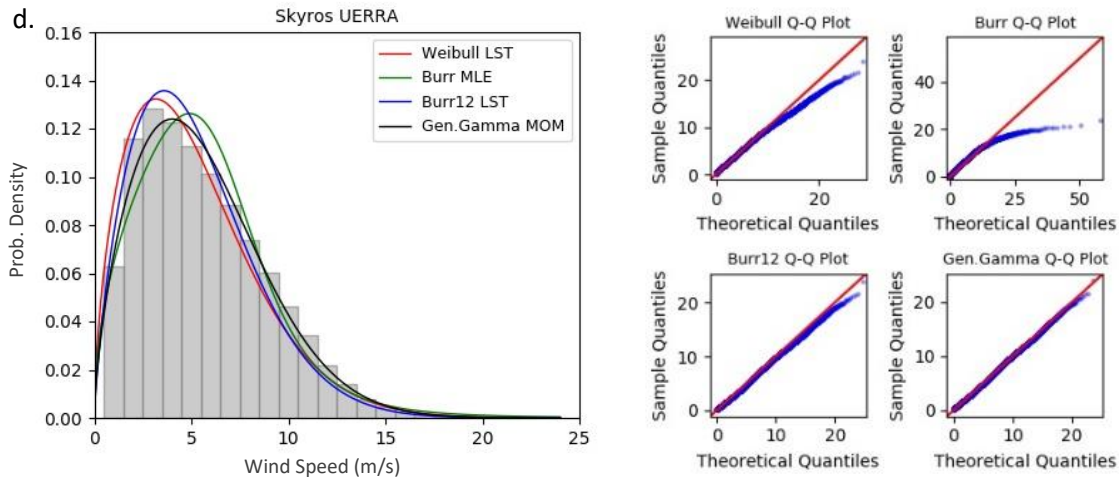 d.
Skyros UERRA
0.16
0.14
0.12
0.10
0.08
0.06
0.04
0.02
0.00
Prob. Density
0 5 10 15 20 25
Wind Speed (m/s)
Weibull LST
Burr MLE
Burr12 LST
Gen.Gamma MOM
Weibull Q-Q Plot
Sample Quantiles
20
10
0
0 20
Theoretical Quantiles
Burr Q-Q Plot
Sample Quantiles
40
20
0
0 25 50
Theoretical Quantiles
Burr12 Q-Q Plot
Sample Quantiles
20
10
0
0 10 20
Theoretical Quantiles
Gen.Gamma Q-Q Plot
Sample Quantiles
20
10
0
0 10 20
Theoretical Quantiles